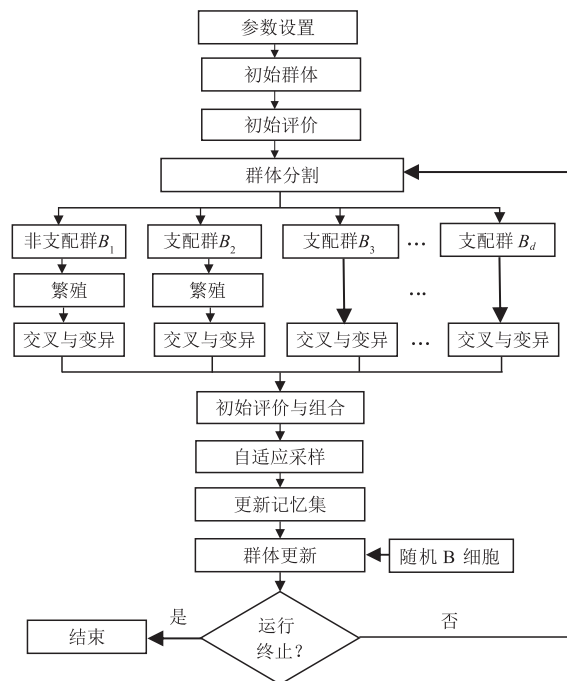 参数设置
初始群体
初始评价
群体分割
非支配群B1 支配群B2 支配群B3 … 支配群 Bd
繁殖 繁殖 …
交叉与变异 交叉与变异 交叉与变异 … 交叉与变异
初始评价与组合
自适应采样
更新记忆集
群体更新 随机 B 细胞
是 否
结束 运行
终止?